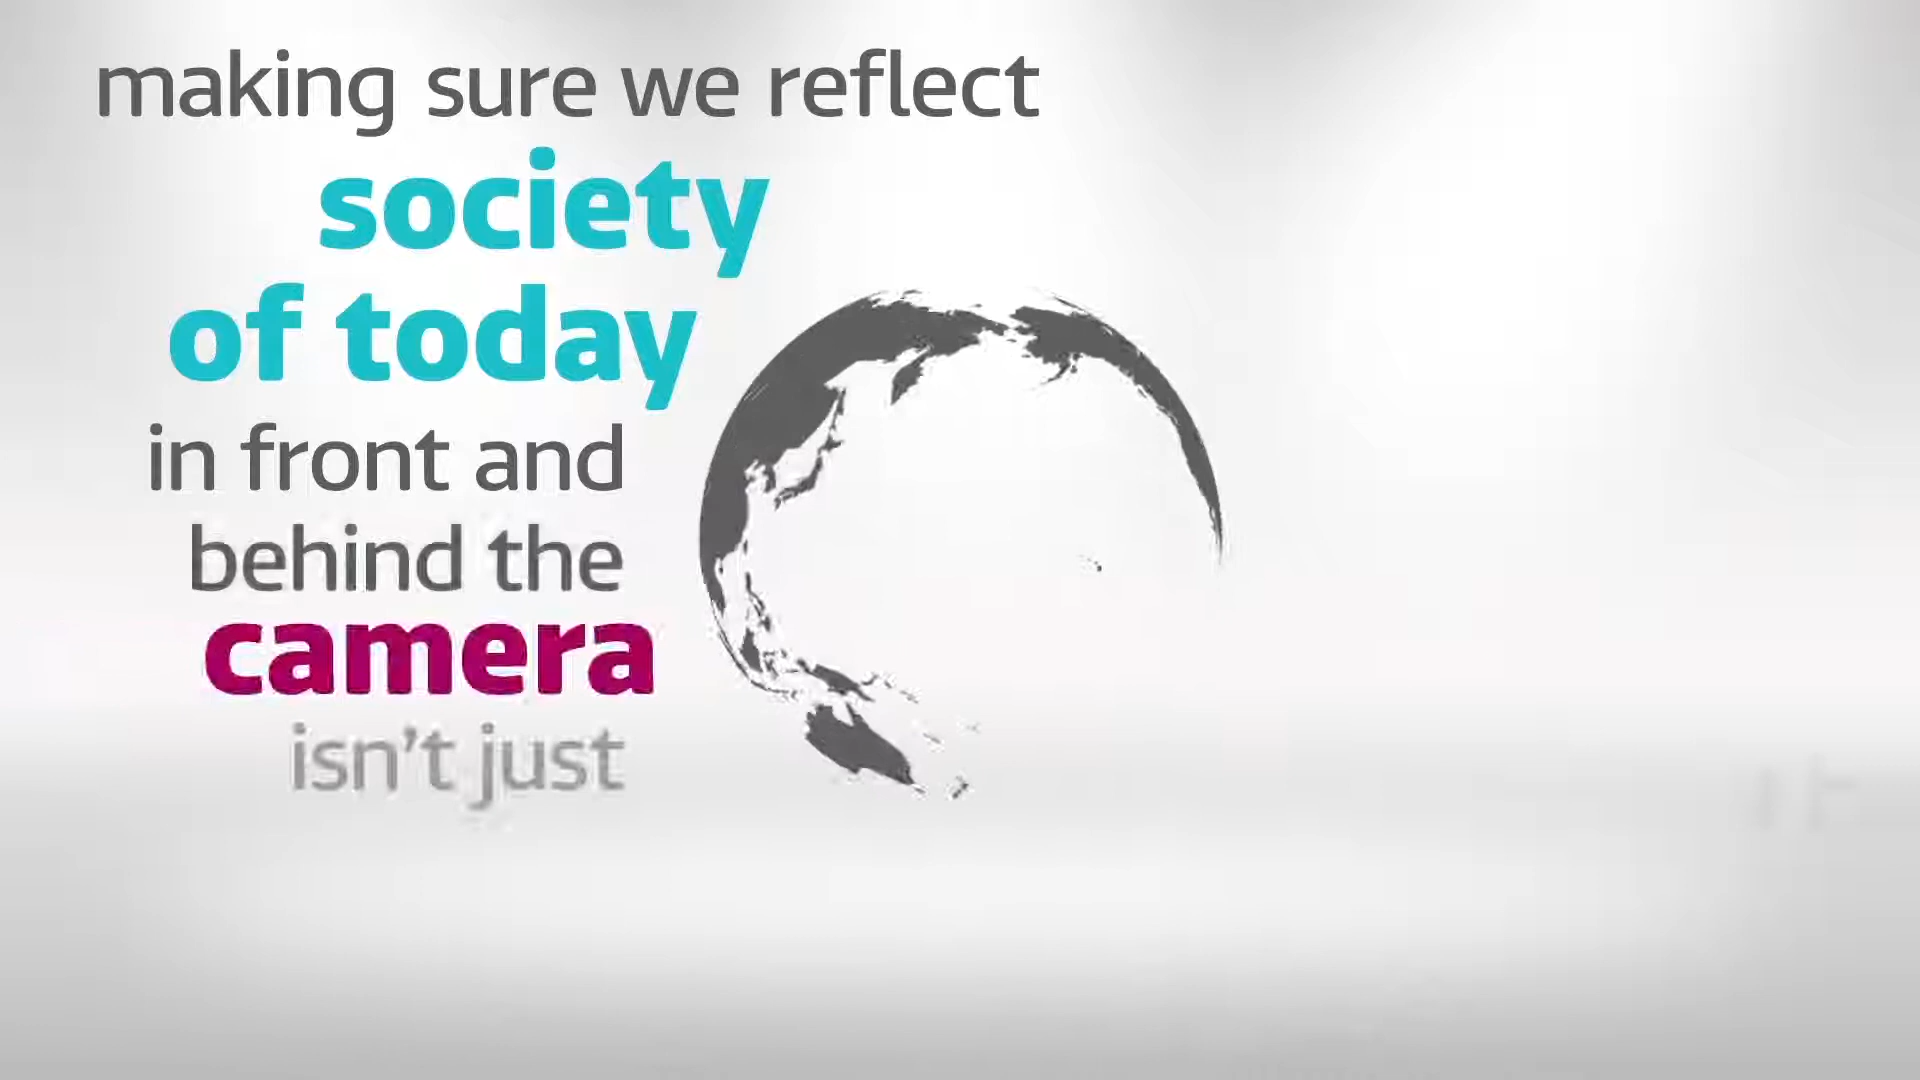 making sure we reflect
society
of today
in front and
behind the
camera
isn't just